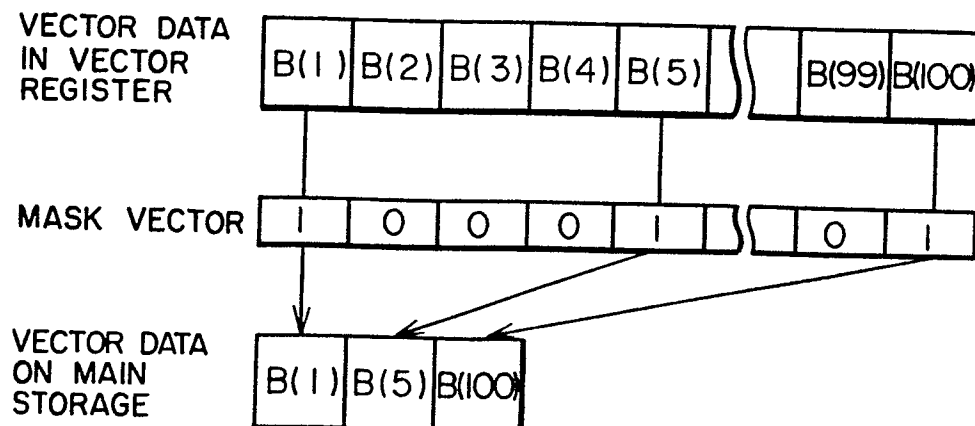 VECTOR DATA
IN VECTOR
REGISTER
B(1) B(2) B(3) B(4) B(5) B(99) B(100)
MASK VECTOR
1 0 0 0 1 0 1
VECTOR DATA
ON MAIN
STORAGE
B(1) B(5) B(100)